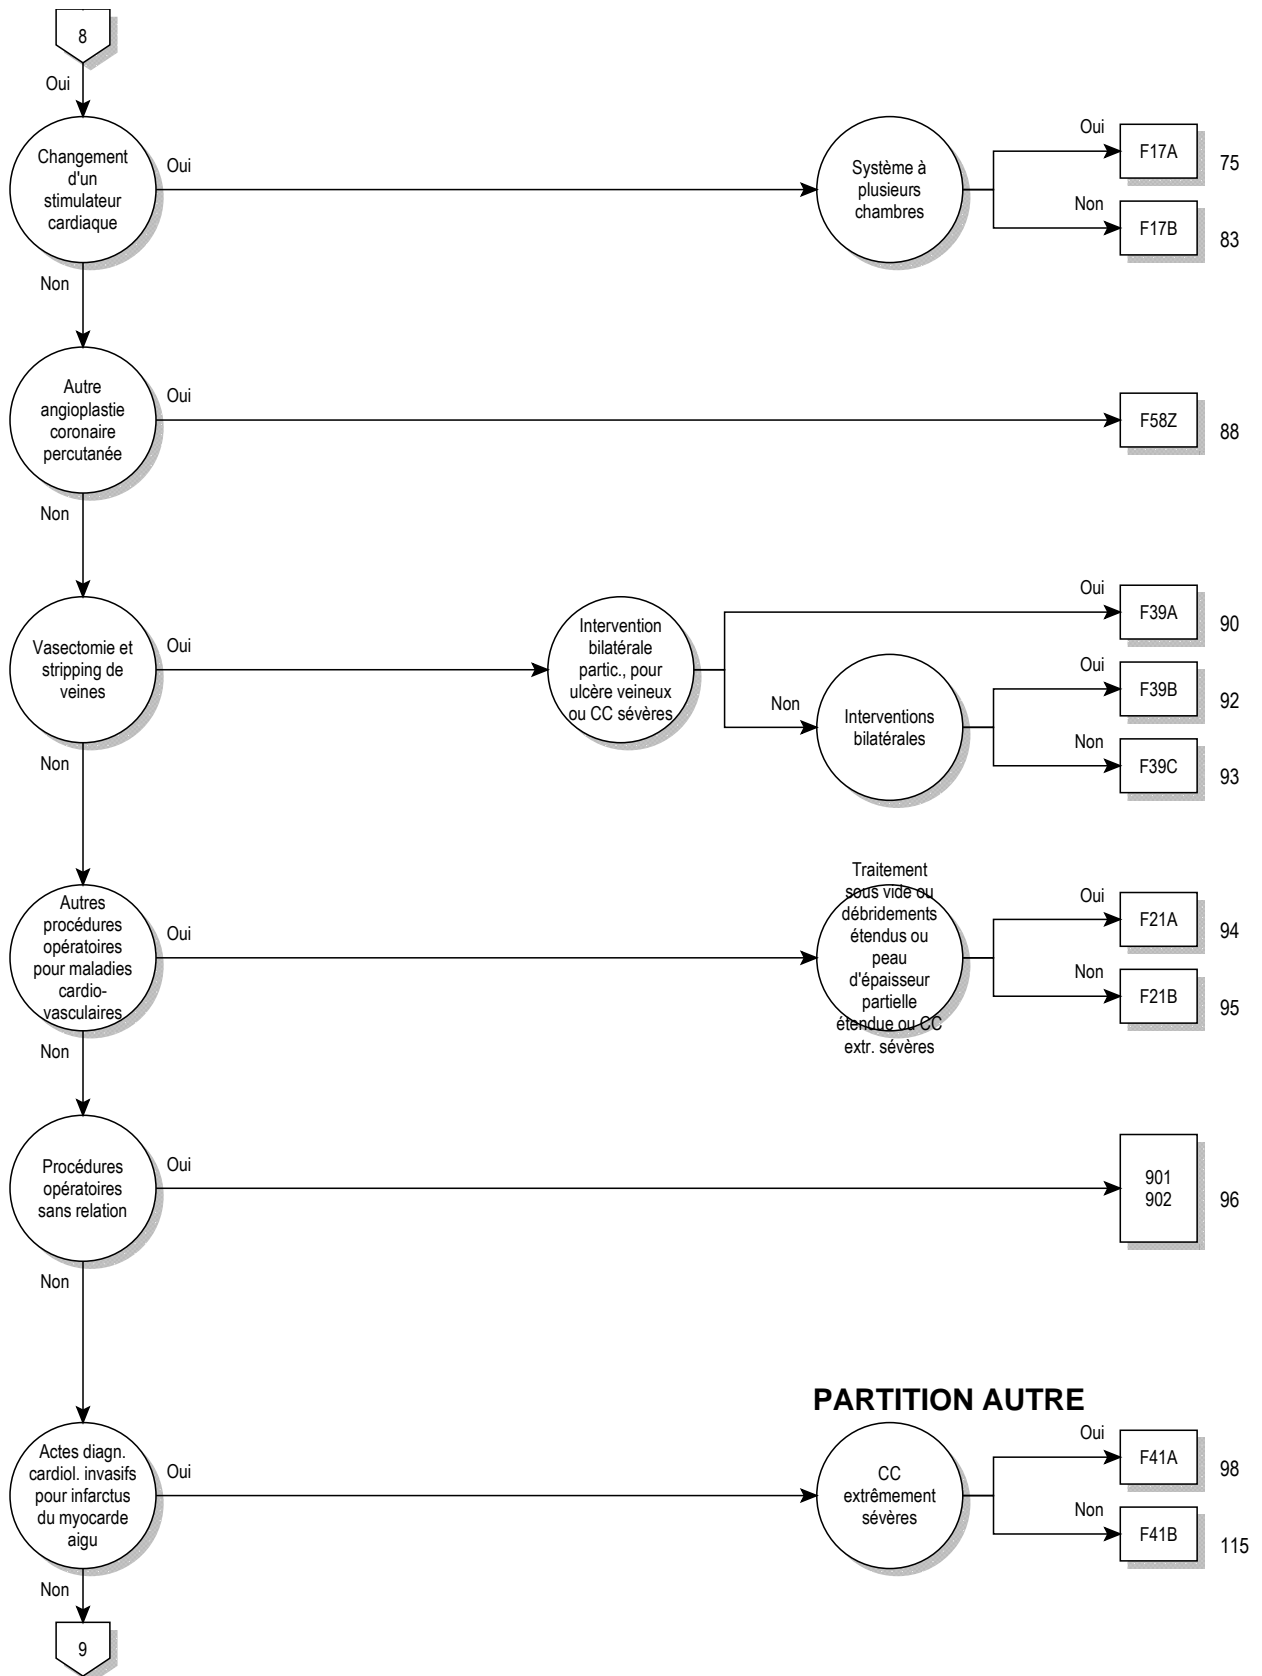 8
Oui
Changement
d'un
stimulateur
cardiaque
Oui
Système à
plusieurs
chambres
Oui
F17A
75
Non
F17B
83
Non
Autre
angioplastie
coronaire
percutanée
Oui
F58Z
88
Non
Vasectomie et
stripping de
veines
Oui
Intervention
bilatérale
partic., pour
ulcère veineux
ou CC sévères
Oui
F39A
90
Non
Interventions
bilatérales
Oui
F39B
92
Non
F39C
93
Non
Autres
procédures
opératoires
pour maladies
cardio-
vasculaires
Oui
Traitement
sous vide ou
débridements
étendus ou
peau
d'épaisseur
partielle
étendue ou CC
extr. sévères
Oui
F21A
94
Non
F21B
95
Non
Procédures
opératoires
sans relation
Oui
901
902
96
Non
PARTITION AUTRE
Actes diagn.
cardiol. invasifs
pour infarctus
du myocarde
aigu
Oui
CC
extrêmement
sévères
Oui
F41A
98
Non
F41B
115
Non
9